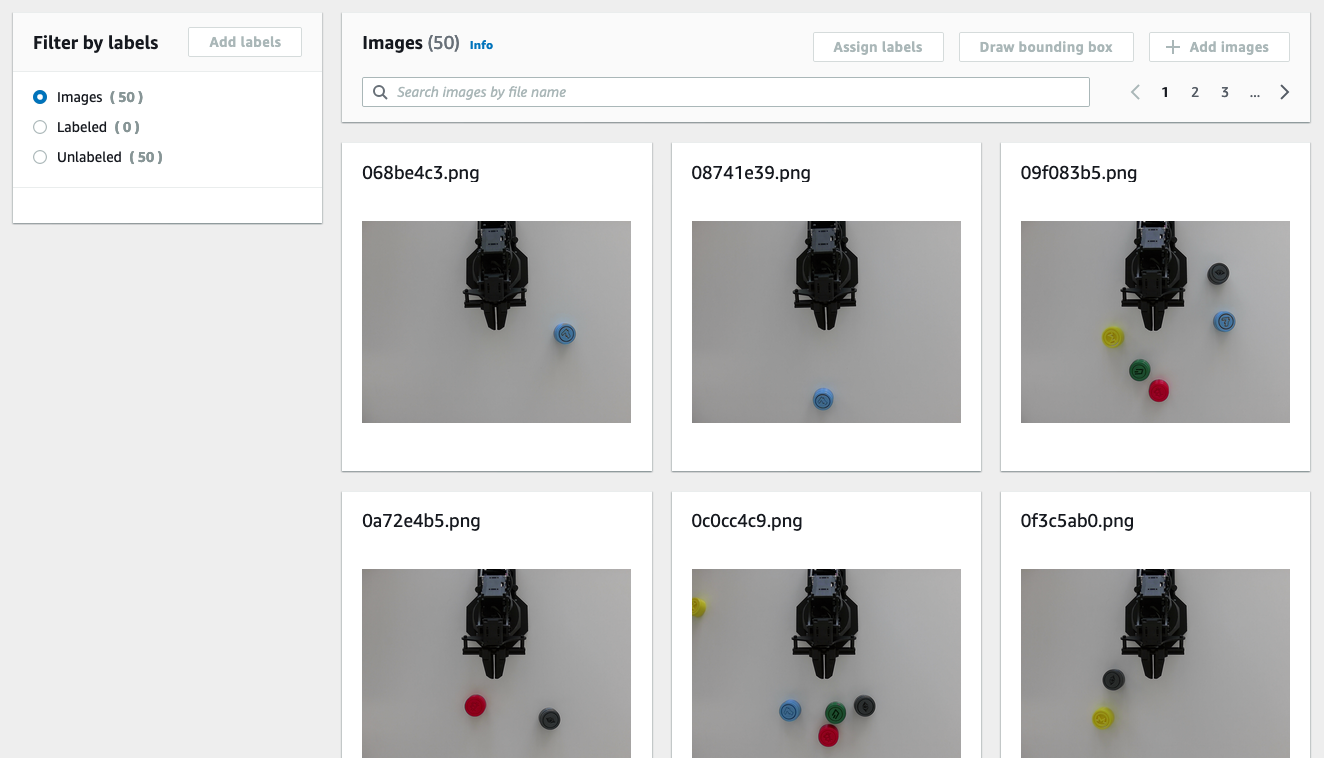 Filter by labels
Add labels
Images ( 50 )
Labeled ( 0 )
Unlabeled ( 50 )
Images (50) Info
Assign labels
Draw bounding box
Add images
Search images by file name
1 2 3 ...
068be4c3.png
08741e39.png
09f083b5.png
0a72e4b5.png
0c0cc4c9.png
0f3c5ab0.png